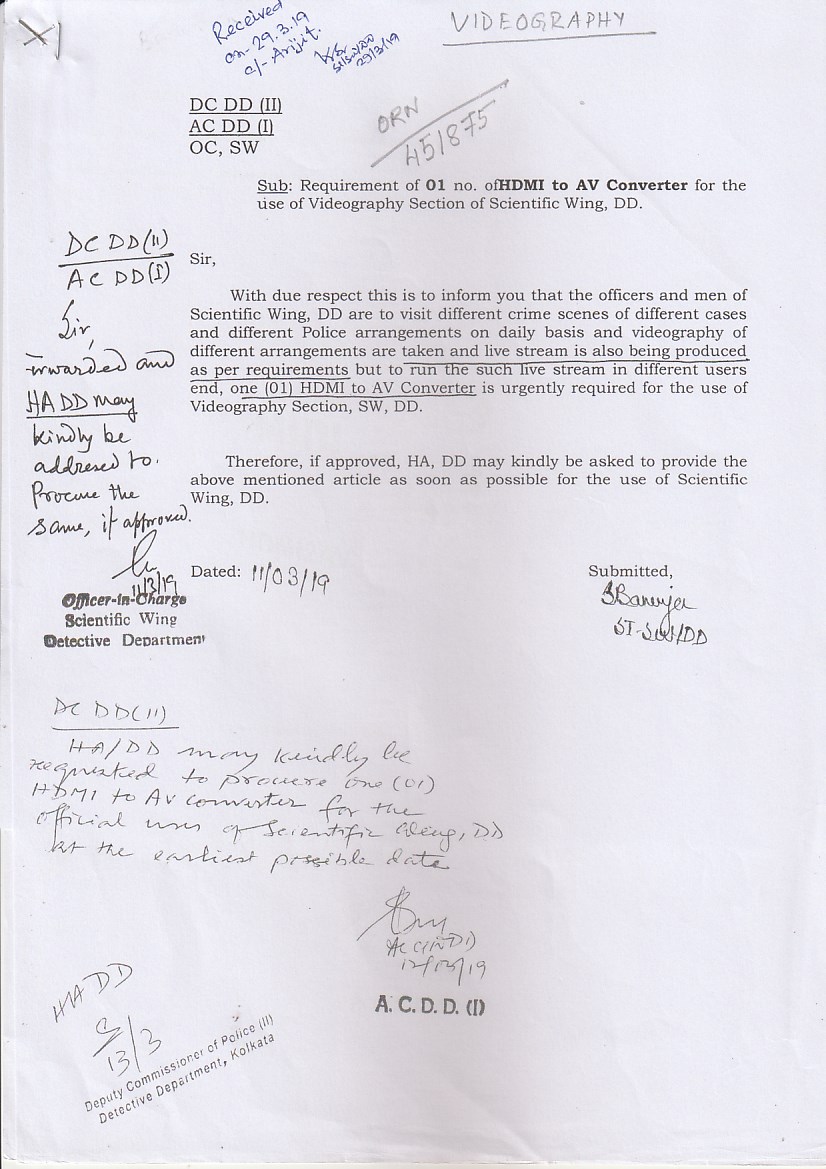 VIDEOGRAPHY
Received
on- 29.3.19
c/- Arijit.
29/3/19
ORN
451875
DC DD (II)
AC DD (I)
OC, SW
Sub: Requirement of 01 no. ofHDMI to AV Converter for the
use of Videography Section of Scientific Wing, DD.
Sir,
With due respect this is to inform you that the officers and men of
Scientific Wing, DD are to visit different crime scenes of different cases
and different Police arrangements on daily basis and videography of
different arrangements are taken and live stream is also being produced
as per requirements but to run the such live stream in different users
end, one (01) HDMI to AV Converter is urgently required for the use of
Videography Section, SW, DD.
Therefore, if approved, HA, DD may kindly be asked to provide the
above mentioned article as soon as possible for the use of Scientific
Wing, DD.
Dated: 11/03/19
Submitted,
SBanerjee
DC DD(II)
AC DD(I)
Sir,
Forwarded and
HA DD may
kindly be
addressed to
Procure the
same, if approved.
11/3/19
Officer-in-Charge
Scientific Wing
Detective Department
DC DD(II)
HA/DD may kindly be
requested to procure one (01)
HDMI to AV converter for the
official uses of Scientific Wing, DD
at the earliest possible date
12/03/19
A. C. D. D. (I)
HA DD
13/3
Deputy Commissioner of Police (II)
Detective Department, Kolkata